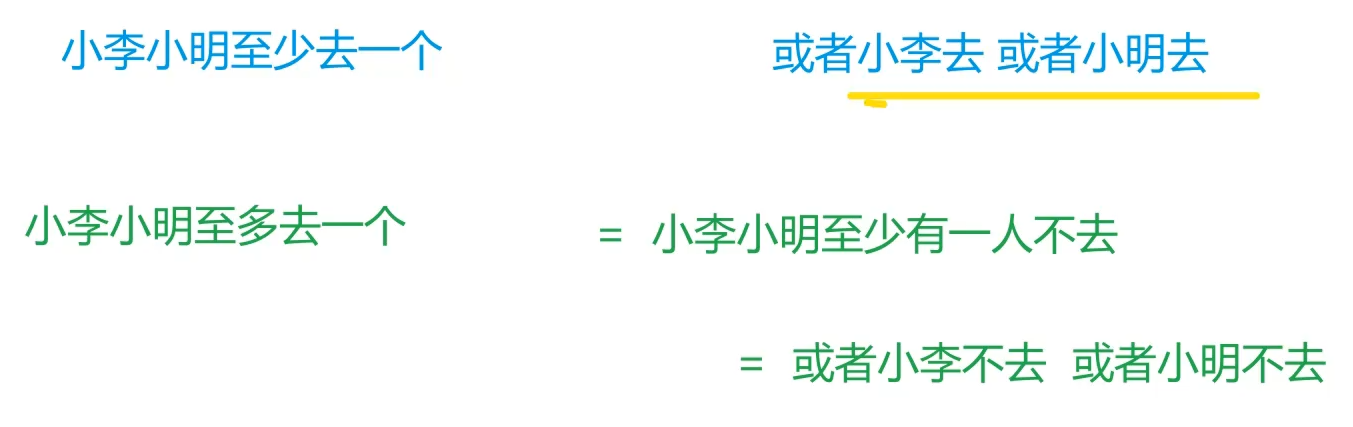 小李小明至少去一个 或者小李去 或者小明去
小李小明至多去一个 = 小李小明至少有一人不去
= 或者小李不去 或者小明不去